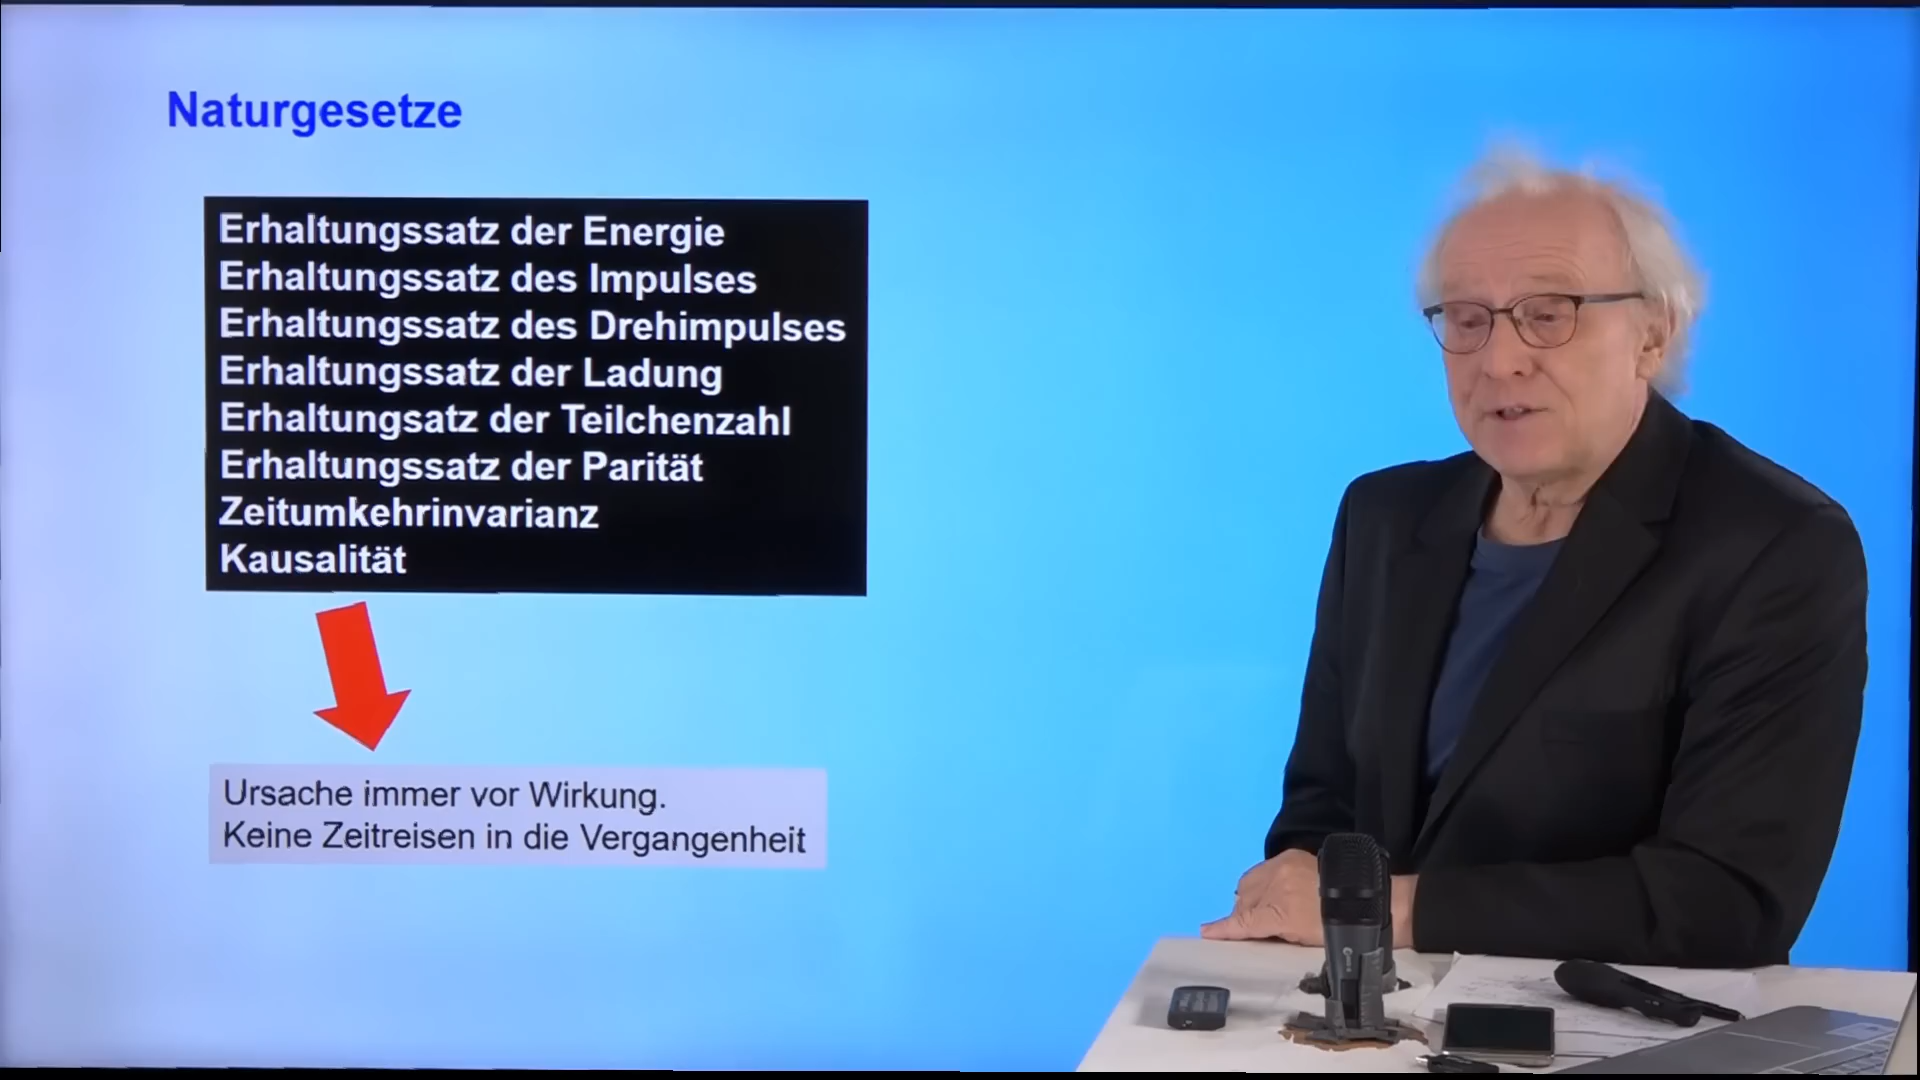 Naturgesetze
Erhaltungssatz der Energie
Erhaltungssatz des Impulses
Erhaltungssatz des Drehimpulses
Erhaltungssatz der Ladung
Erhaltungsatz der Teilchenzahl
Erhaltungssatz der Parität
Zeitumkehrinvarianz
Kausalität
Ursache immer vor Wirkung.
Keine Zeitreisen in die Vergangenheit